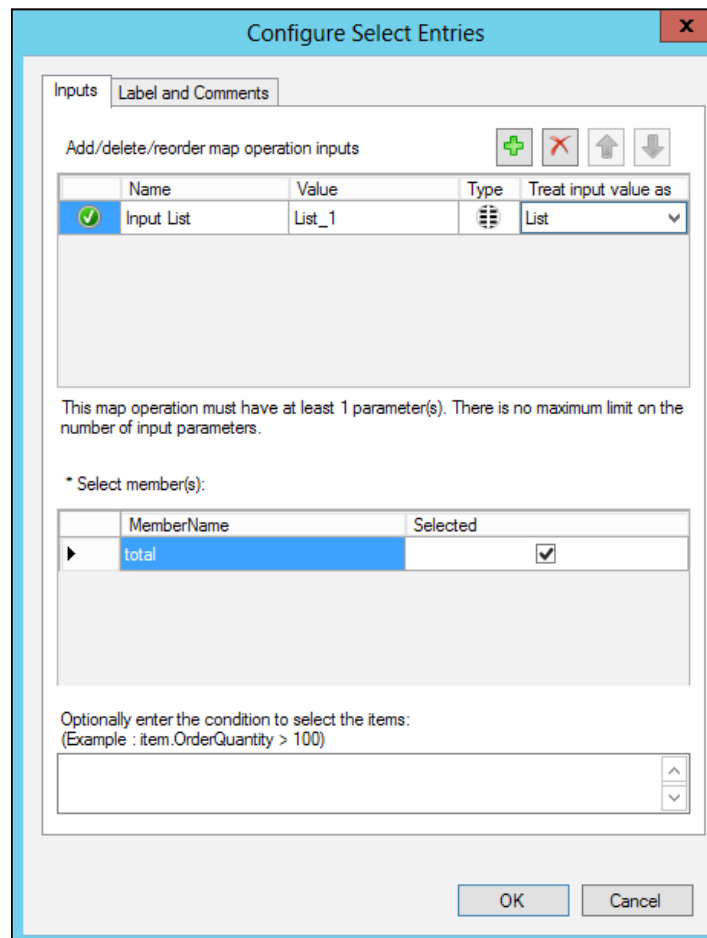 Configure Select Entries
x
Inputs
Label and Comments
Add/delete/reorder map operation inputs
Name Value Type Treat input value as
Input List List_1 List
This map operation must have at least 1 parameter(s). There is no maximum limit on the
number of input parameters.
* Select member(s):
MemberName Selected
total
Optionally enter the condition to select the items:
(Example : item.OrderQuantity > 100)
OK Cancel